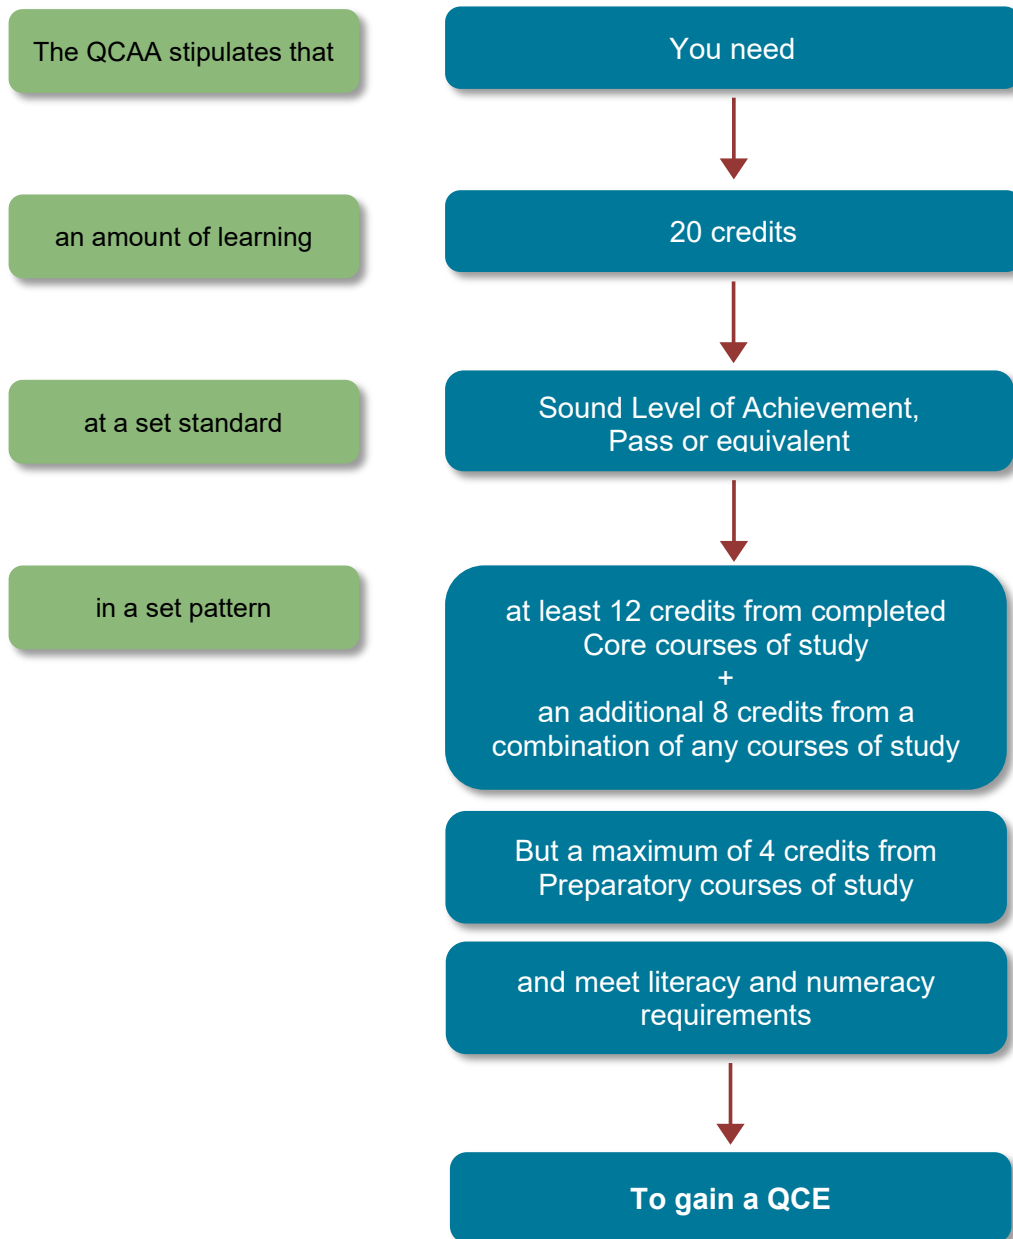 The QCAA stipulates that
You need
an amount of learning
20 credits
at a set standard
Sound Level of Achievement,
Pass or equivalent
in a set pattern
at least 12 credits from completed
Core courses of study
+
an additional 8 credits from a
combination of any courses of study
But a maximum of 4 credits from
Preparatory courses of study
and meet literacy and numeracy
requirements
To gain a QCE